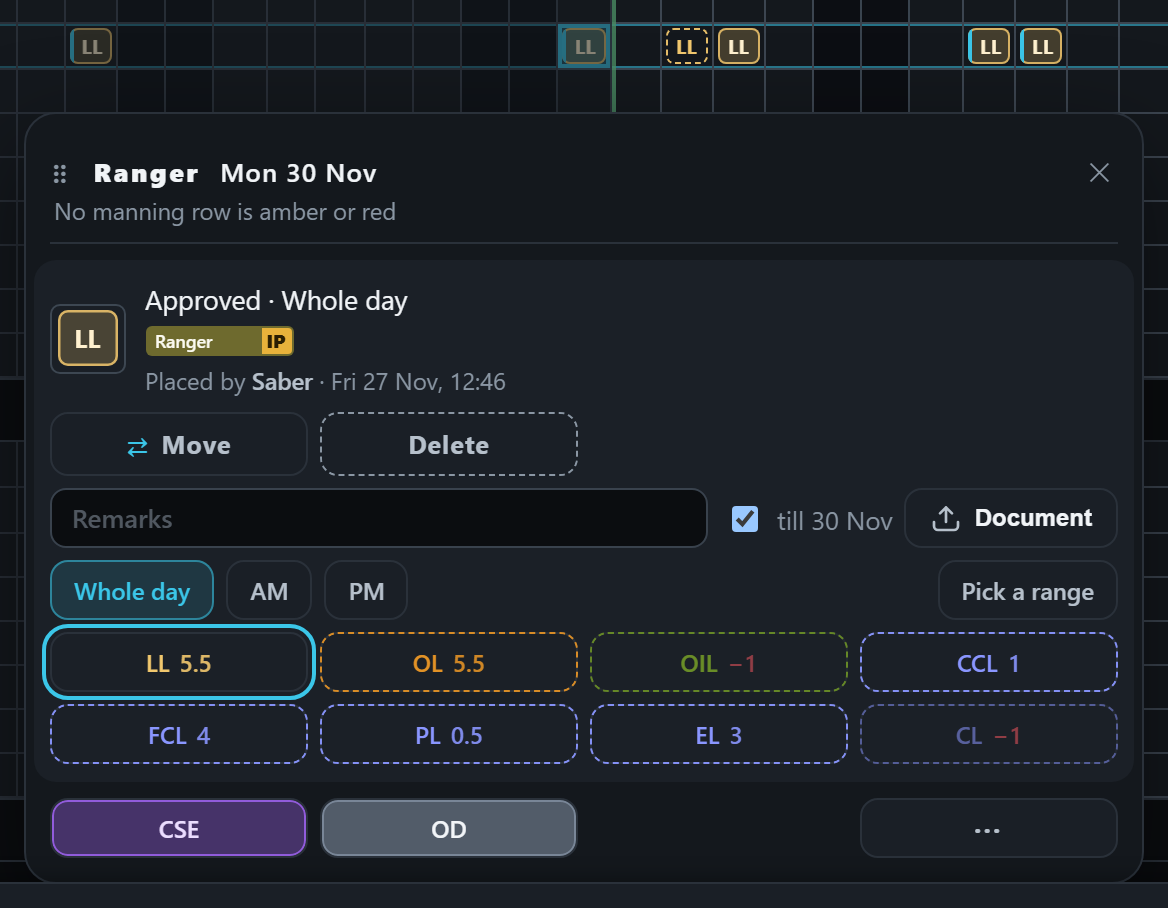 LL LL LL LL LL LL
Ranger Mon 30 Nov
No manning row is amber or red
LL
Approved · Whole day
Ranger IP
Placed by Saber · Fri 27 Nov, 12:46
⇄ Move Delete
Remarks till 30 Nov Document
Whole day AM PM Pick a range
LL 5.5 OL 5.5 OIL −1 CCL 1
FCL 4 PL 0.5 EL 3 CL −1
CSE OD ...